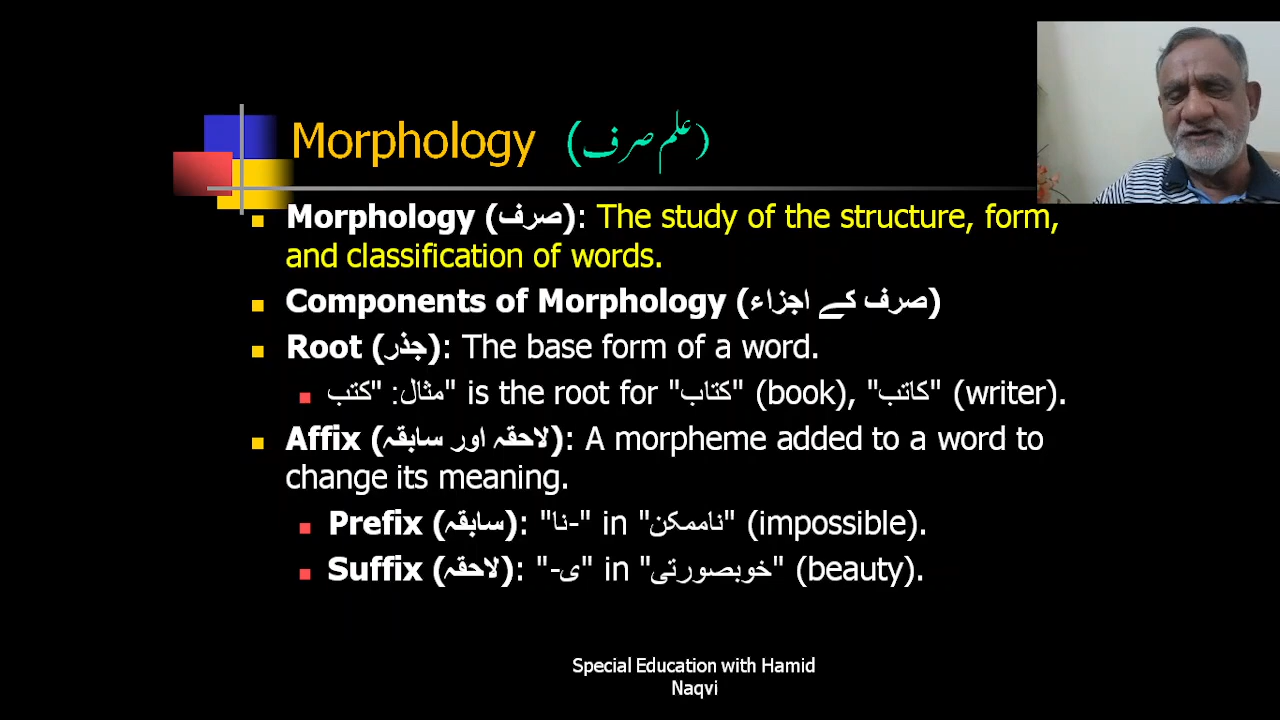 Morphology (علم صرف)
Morphology (صرف): The study of the structure, form,
and classification of words.
Components of Morphology (صرف کے اجزاء)
Root (جذر): The base form of a word.
مثال: "کتب" is the root for "کتاب" (book), "کاتب" (writer).
Affix (لاحقہ اور سابقہ): A morpheme added to a word to
change its meaning.
Prefix (سابقہ): "نا-" in "ناممکن" (impossible).
Suffix (لاحقہ): "-ی" in "خوبصورتی" (beauty).
Special Education with Hamid
Naqvi